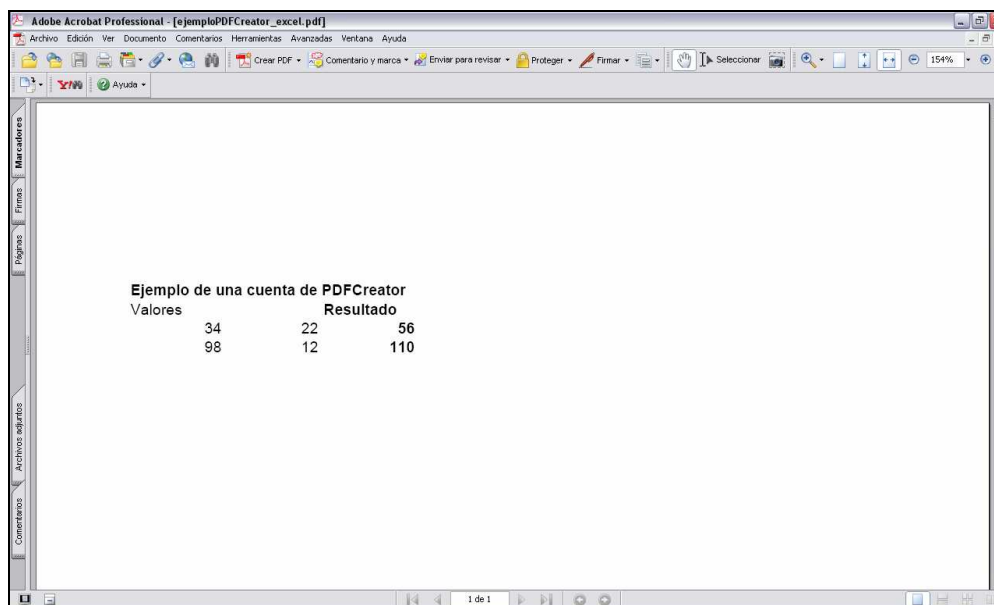 Adobe Acrobat Professional - [ejemploPDFCreator_excel.pdf]
Archivo Edición Ver Documento Comentarios Herramientas Avanzadas Ventana Ayuda
Crear PDF Comentario y marca Enviar para revisar Proteger Firmar Seleccionar 154%
Ayuda
Marcadores
Firmas
Páginas
Ejemplo de una cuenta de PDFCreator
Valores Resultado
34 22 56
98 12 110
Archivos adjuntos
Comentarios
1 de 1